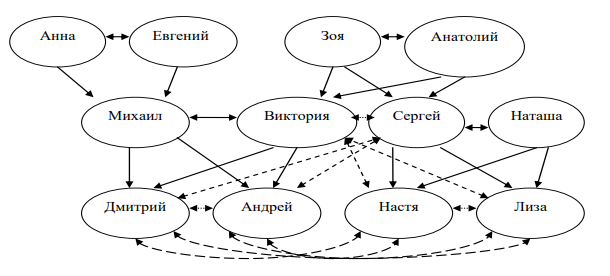 Анна
Евгений
Зоя
Анатолий
Михаил
Виктория
Сергей
Наташа
Дмитрий
Андрей
Настя
Лиза